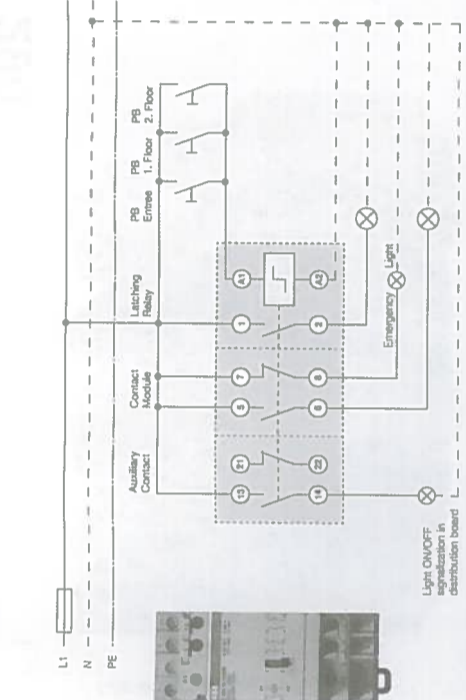 L1
N
PE
Auxiliary
Contact
Contact
Module
Latching
Relay
PB
Entree
PB
1. Floor
PB
2. Floor
13
21
5
7
1
A1
14
22
6
8
2
A2
Emergency Light
Light ON/OFF
signalization in
distribution board